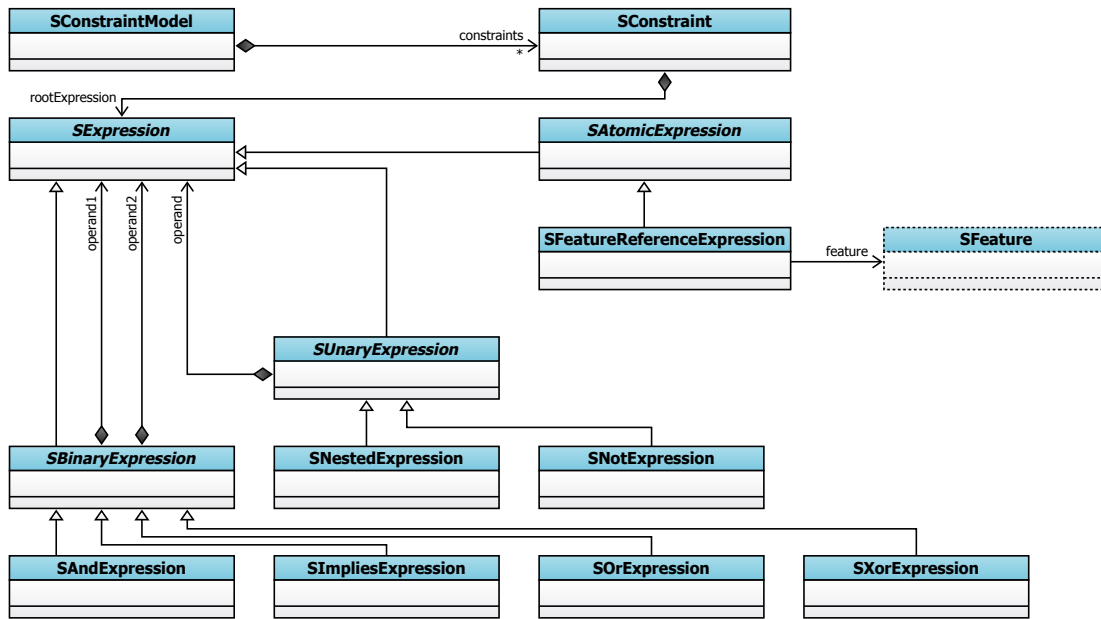 SConstraintModel
SConstraint
constraints
*
rootExpression
SExpression
SAtomicExpression
operand1
operand2
operand
SFeatureReferenceExpression
SFeature
feature
SUnaryExpression
SBinaryExpression
SNestedExpression
SNotExpression
SAndExpression
SImpliesExpression
SOrExpression
SXorExpression